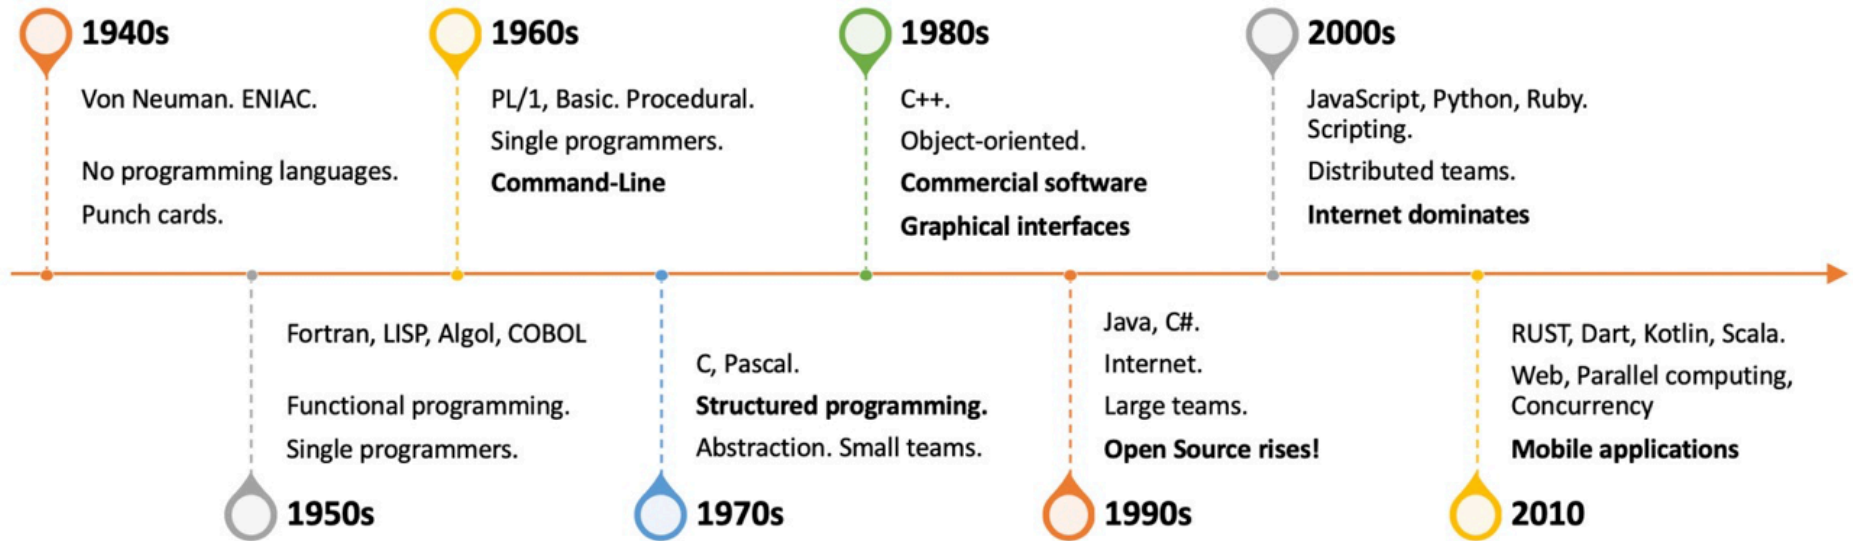 1940s
Von Neuman. ENIAC.
No programming languages.
Punch cards.
1960s
PL/1, Basic. Procedural.
Single programmers.
Command-Line
1980s
C++.
Object-oriented.
Commercial software
Graphical interfaces
2000s
JavaScript, Python, Ruby.
Scripting.
Distributed teams.
Internet dominates
Fortran, LISP, Algol, COBOL
Functional programming.
Single programmers.
1950s
C, Pascal.
Structured programming.
Abstraction. Small teams.
1970s
Java, C#.
Internet.
Large teams.
Open Source rises!
1990s
RUST, Dart, Kotlin, Scala.
Web, Parallel computing,
Concurrency
Mobile applications
2010